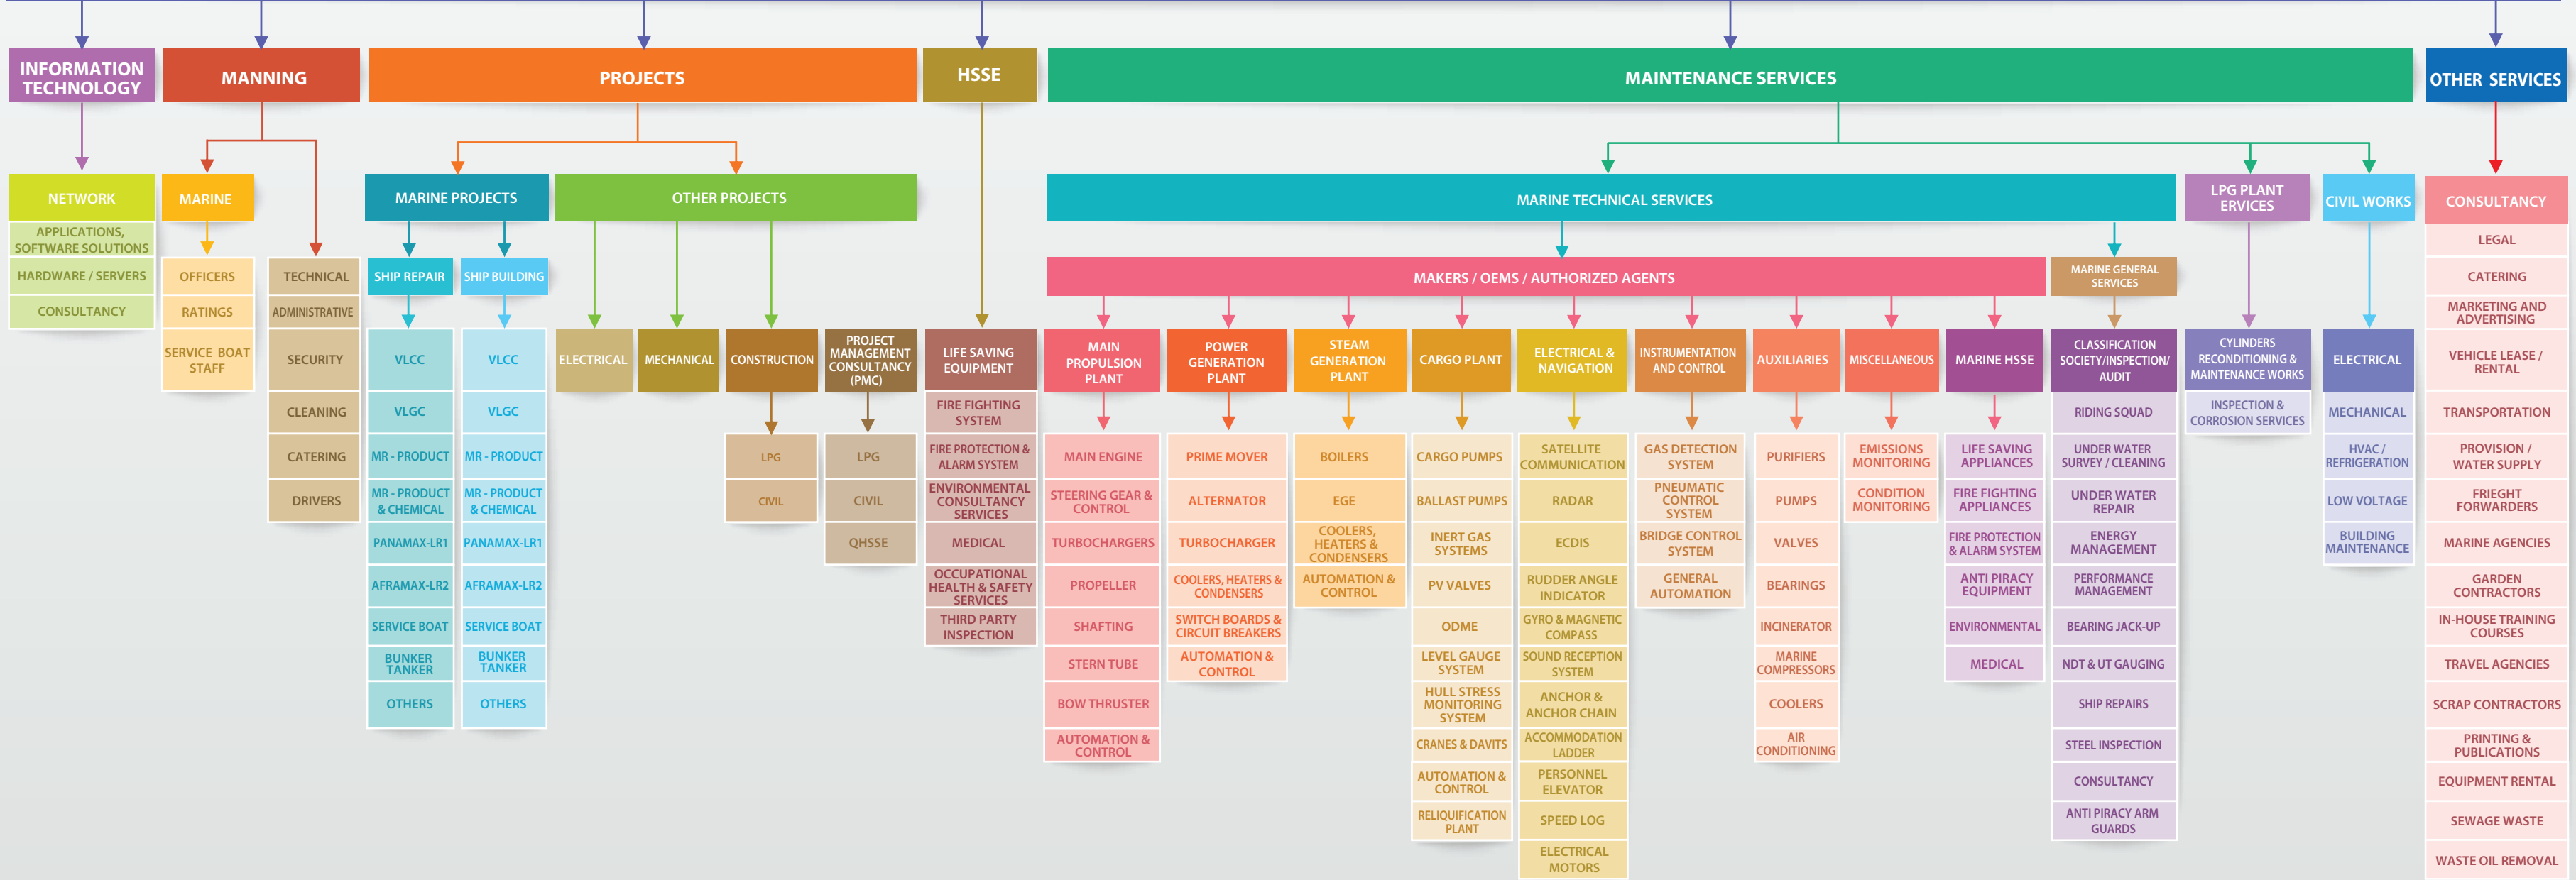 INFORMATION
TECHNOLOGY
MANNING
PROJECTS
HSSE
MAINTENANCE SERVICES
OTHER SERVICES
NETWORK
APPLICATIONS,
SOFTWARE SOLUTIONS
HARDWARE / SERVERS
CONSULTANCY
MARINE
OFFICERS
RATINGS
SERVICE BOAT
STAFF
TECHNICAL
ADMINISTRATIVE
SECURITY
CLEANING
CATERING
DRIVERS
MARINE PROJECTS
SHIP REPAIR
VLCC
VLGC
MR - PRODUCT
MR - PRODUCT
& CHEMICAL
PANAMAX-LR1
AFRAMAX-LR2
SERVICE BOAT
BUNKER
TANKER
OTHERS
SHIP BUILDING
VLCC
VLGC
MR - PRODUCT
MR - PRODUCT
& CHEMICAL
PANAMAX-LR1
AFRAMAX-LR2
SERVICE BOAT
BUNKER
TANKER
OTHERS
OTHER PROJECTS
ELECTRICAL
MECHANICAL
CONSTRUCTION
LPG
CIVIL
PROJECT
MANAGEMENT
CONSULTANCY
(PMC)
LPG
CIVIL
QHSSE
LIFE SAVING
EQUIPMENT
FIRE FIGHTING
SYSTEM
FIRE PROTECTION &
ALARM SYSTEM
ENVIRONMENTAL
CONSULTANCY
SERVICES
MEDICAL
OCCUPATIONAL
HEALTH & SAFETY
SERVICES
THIRD PARTY
INSPECTION
MARINE TECHNICAL SERVICES
MAKERS / OEMS / AUTHORIZED AGENTS
MAIN
PROPULSION
PLANT
MAIN ENGINE
STEERING GEAR &
CONTROL
TURBOCHARGERS
PROPELLER
SHAFTING
STERN TUBE
BOW THRUSTER
AUTOMATION &
CONTROL
POWER
GENERATION
PLANT
PRIME MOVER
ALTERNATOR
TURBOCHARGER
COOLERS, HEATERS &
CONDENSERS
SWITCH BOARDS &
CIRCUIT BREAKERS
AUTOMATION &
CONTROL
STEAM
GENERATION
PLANT
BOILERS
EGE
COOLERS,
HEATERS &
CONDENSERS
AUTOMATION &
CONTROL
CARGO PLANT
CARGO PUMPS
BALLAST PUMPS
INERT GAS
SYSTEMS
PV VALVES
ODME
LEVEL GAUGE
SYSTEM
HULL STRESS
MONITORING
SYSTEM
CRANES & DAVITS
AUTOMATION &
CONTROL
RELIQUIFICATION
PLANT
ELECTRICAL &
NAVIGATION
SATELLITE
COMMUNICATION
RADAR
ECDIS
RUDDER ANGLE
INDICATOR
GYRO & MAGNETIC
COMPASS
SOUND RECEPTION
SYSTEM
ANCHOR &
ANCHOR CHAIN
ACCOMMODATION
LADDER
PERSONNEL
ELEVATOR
SPEED LOG
ELECTRICAL
MOTORS
INSTRUMENTATION
AND CONTROL
GAS DETECTION
SYSTEM
PNEUMATIC
CONTROL
SYSTEM
BRIDGE CONTROL
SYSTEM
GENERAL
AUTOMATION
AUXILIARIES
PURIFIERS
PUMPS
VALVES
BEARINGS
INCINERATOR
MARINE
COMPRESSORS
COOLERS
AIR
CONDITIONING
MISCELLANEOUS
EMISSIONS
MONITORING
CONDITION
MONITORING
MARINE HSSE
LIFE SAVING
APPLIANCES
FIRE FIGHTING
APPLIANCES
FIRE PROTECTION
& ALARM SYSTEM
ANTI PIRACY
EQUIPMENT
ENVIRONMENTAL
MEDICAL
MARINE GENERAL
SERVICES
CLASSIFICATION
SOCIETY/INSPECTION/
AUDIT
RIDING SQUAD
UNDER WATER
SURVEY / CLEANING
UNDER WATER
REPAIR
ENERGY
MANAGEMENT
PERFORMANCE
MANAGEMENT
BEARING JACK-UP
NDT & UT GAUGING
SHIP REPAIRS
STEEL INSPECTION
CONSULTANCY
ANTI PIRACY ARM
GUARDS
LPG PLANT
ERVICES
CYLINDERS
RECONDITIONING &
MAINTENANCE WORKS
INSPECTION &
CORROSION SERVICES
CIVIL WORKS
ELECTRICAL
MECHANICAL
HVAC /
REFRIGERATION
LOW VOLTAGE
BUILDING
MAINTENANCE
CONSULTANCY
LEGAL
CATERING
MARKETING AND
ADVERTISING
VEHICLE LEASE /
RENTAL
TRANSPORTATION
PROVISION /
WATER SUPPLY
FRIEGHT
FORWARDERS
MARINE AGENCIES
GARDEN
CONTRACTORS
IN-HOUSE TRAINING
COURSES
TRAVEL AGENCIES
SCRAP CONTRACTORS
PRINTING &
PUBLICATIONS
EQUIPMENT RENTAL
SEWAGE WASTE
WASTE OIL REMOVAL